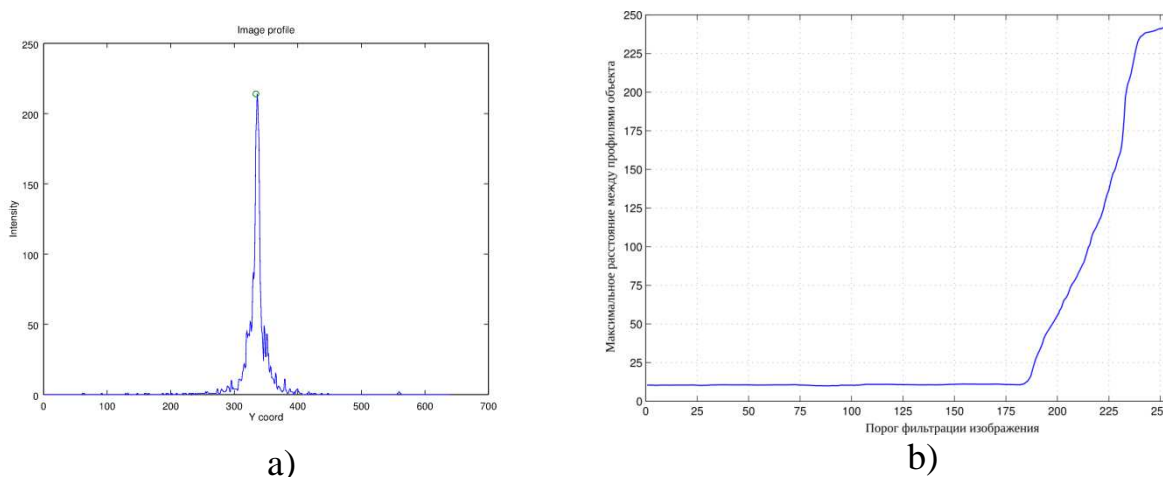 Image profile
250
200
150
100
50
0
0 100 200 300 400 500 600 700
Intensity
Y coord
a)
250
225
200
175
150
125
100
75
50
25
0
0 25 50 75 100 125 150 175 200 225 25
Максимальное расстояние между профилями объекта
Порог фильтрации изображения
b)